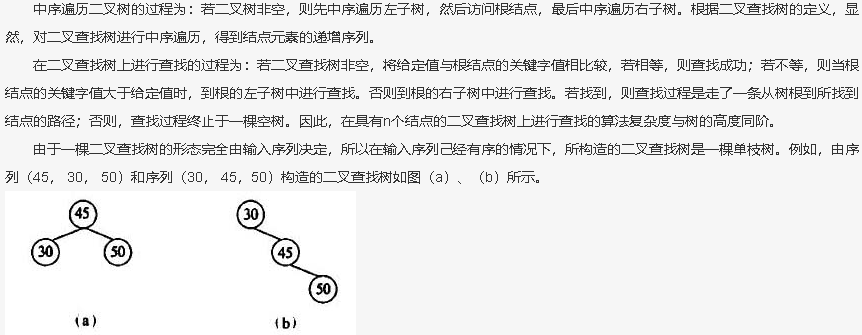 中序遍历二叉树的过程为：若二叉树非空，则先中序遍历左子树，然后访问根结点，最后中序遍历右子树。根据二叉查找树的定义，显
然，对二叉查找树进行中序遍历，得到结点元素的递增序列。
在二叉查找树上进行查找的过程为：若二叉查找树非空，将给定值与根结点的关键字值相比较，若相等，则查找成功；若不等，则当根
结点的关键字值大于给定值时，到根的左子树中进行查找。否则到根的右子树中进行查找。若找到，则查找过程是走了一条从树根到所找到
结点的路径；否则，查找过程终止于一棵空树。因此，在具有n个结点的二叉查找树上进行查找的算法复杂度与树的高度同阶。
由于一棵二叉查找树的形态完全由输入序列决定，所以在输入序列己经有序的情况下，所构造的二叉查找树是一棵单枝树。例如，由序
列（45， 30， 50）和序列（30， 45，50）构造的二叉查找树如图（a）、（b）所示。
45
30 50
(a)
30
45
50
(b)